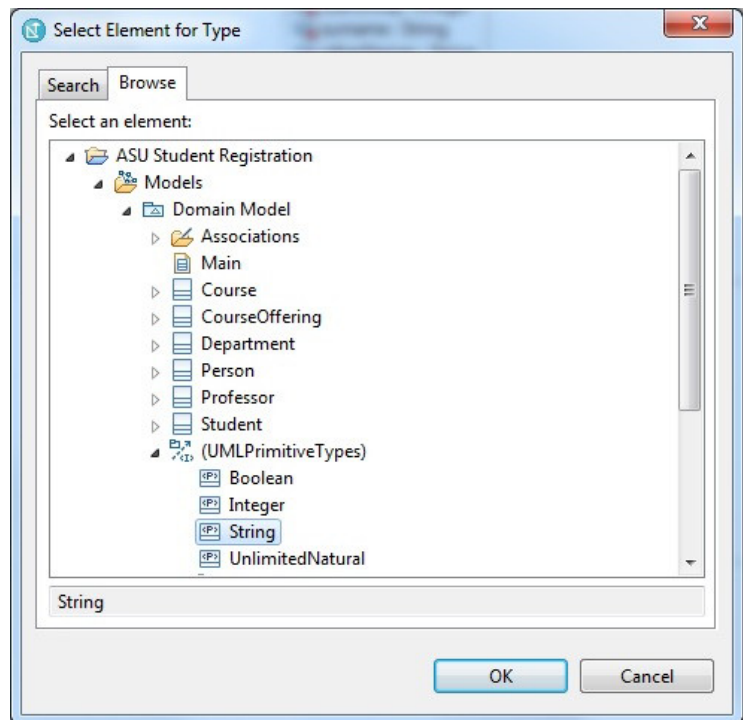 Select Element for Type
Search Browse
Select an element:
ASU Student Registration
Models
Domain Model
Associations
Main
Course
CourseOffering
Department
Person
Professor
Student
(UMLPrimitiveTypes)
<P> Boolean
<P> Integer
<P> String
<P> UnlimitedNatural
String
OK Cancel